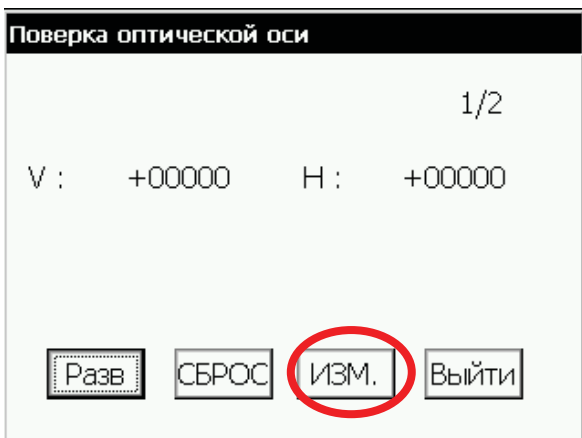 Поверка оптической оси
1/2
V : +00000 H : +00000
Разв СБРОС ИЗМ. Выйти